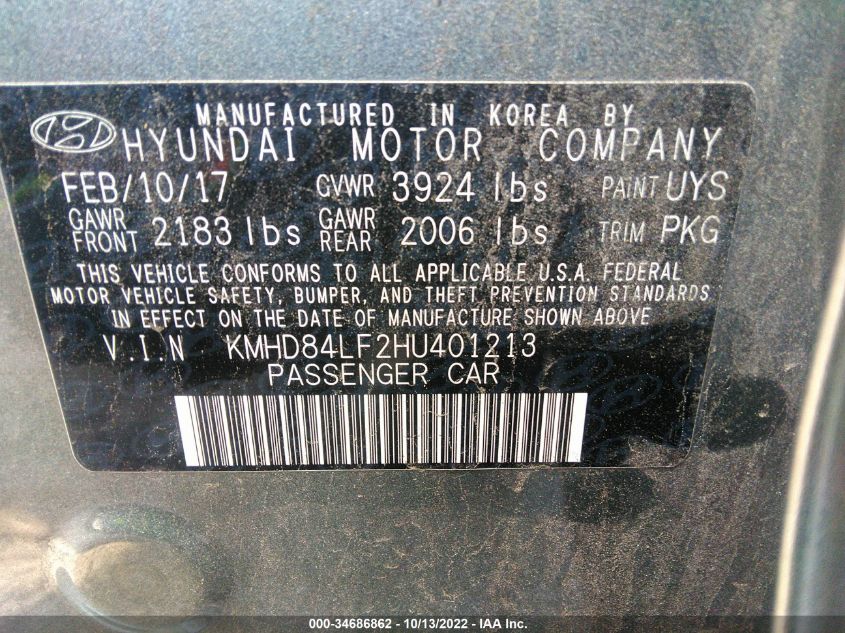 MANUFACTURED IN KOREA BY
HYUNDAI MOTOR COMPANY
FEB/10/17 GVWR 3924 lbs PAINT UYS
GAWR FRONT 2183 lbs GAWR REAR 2006 lbs TRIM PKG
THIS VEHICLE CONFORMS TO ALL APPLICABLE U.S.A. FEDERAL
MOTOR VEHICLE SAFETY, BUMPER, AND THEFT PREVENTION STANDARDS
IN EFFECT ON THE DATE OF MANUFACTURE SHOWN ABOVE
V.I.N KMHD84LF2HU401213
PASSENGER CAR
000-34686862 - 10/13/2022 - IAA Inc.